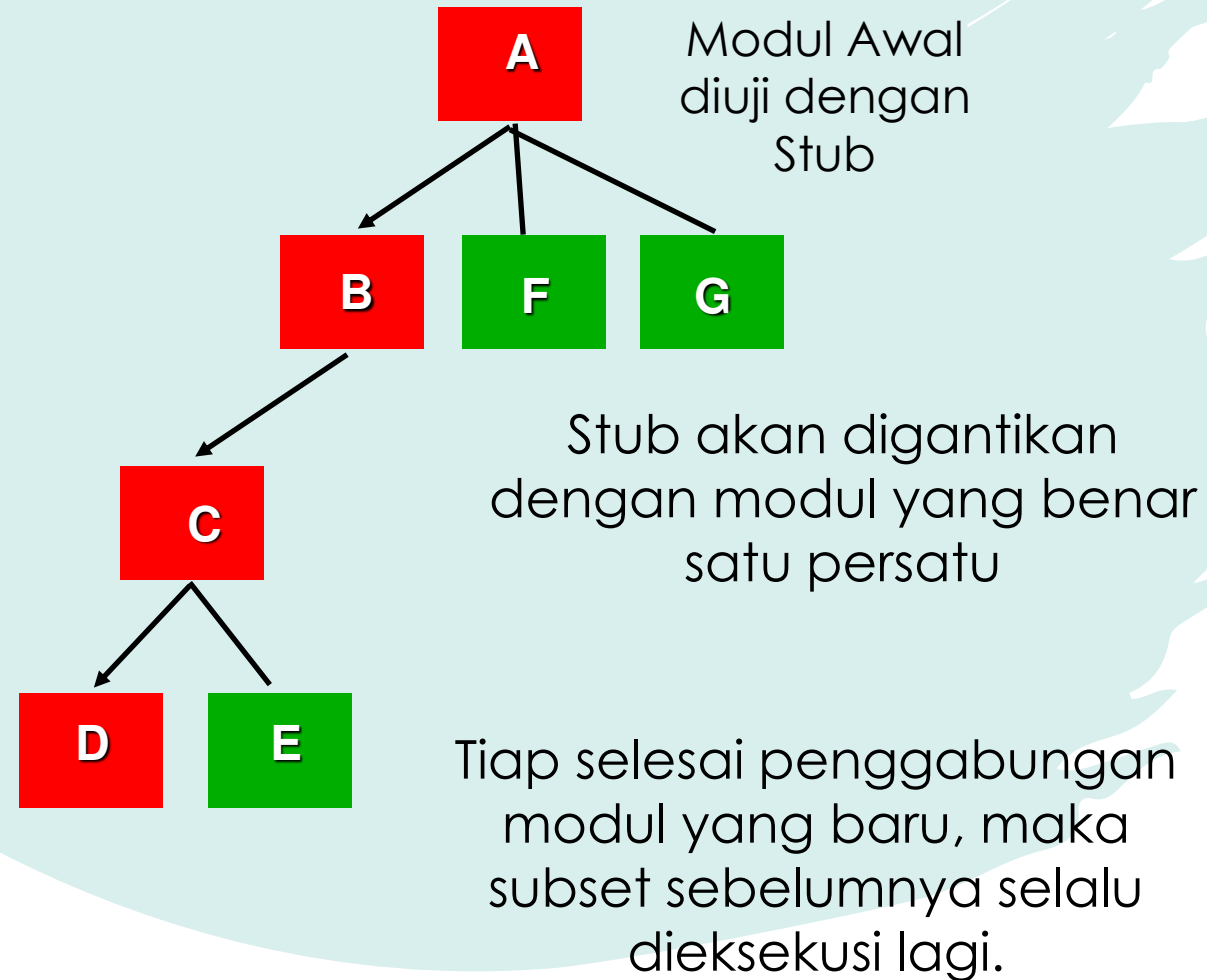 A
Modul Awal
diuji dengan
Stub
B
F
G
Stub akan digantikan
dengan modul yang benar
satu persatu
C
D
E
Tiap selesai penggabungan
modul yang baru, maka
subset sebelumnya selalu
dieksekusi lagi.